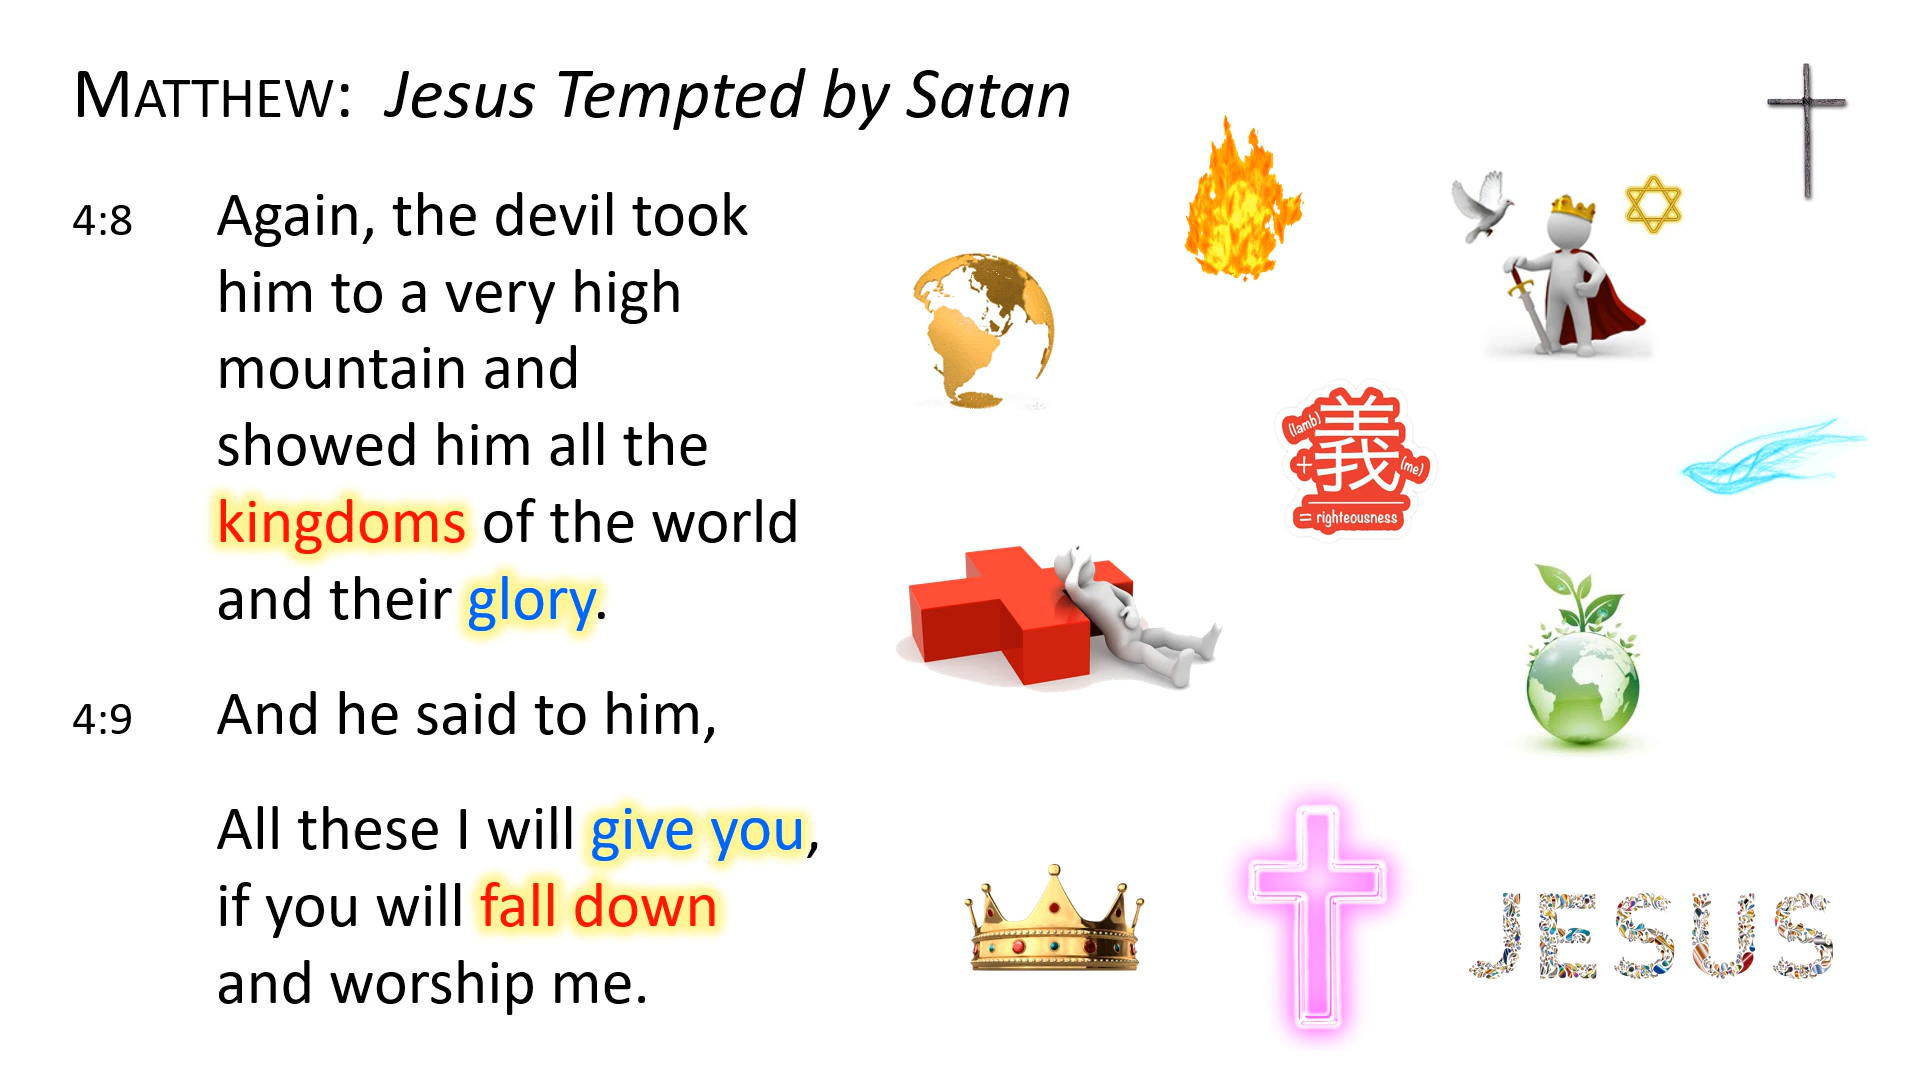 MATTHEW: Jesus Tempted by Satan
4:8 Again, the devil took
him to a very high
mountain and
showed him all the
kingdoms of the world
and their glory.
4:9 And he said to him,
All these I will give you,
if you will fall down
and worship me.
(lamb)
+ 義 (me)
= righteousness
JESUS